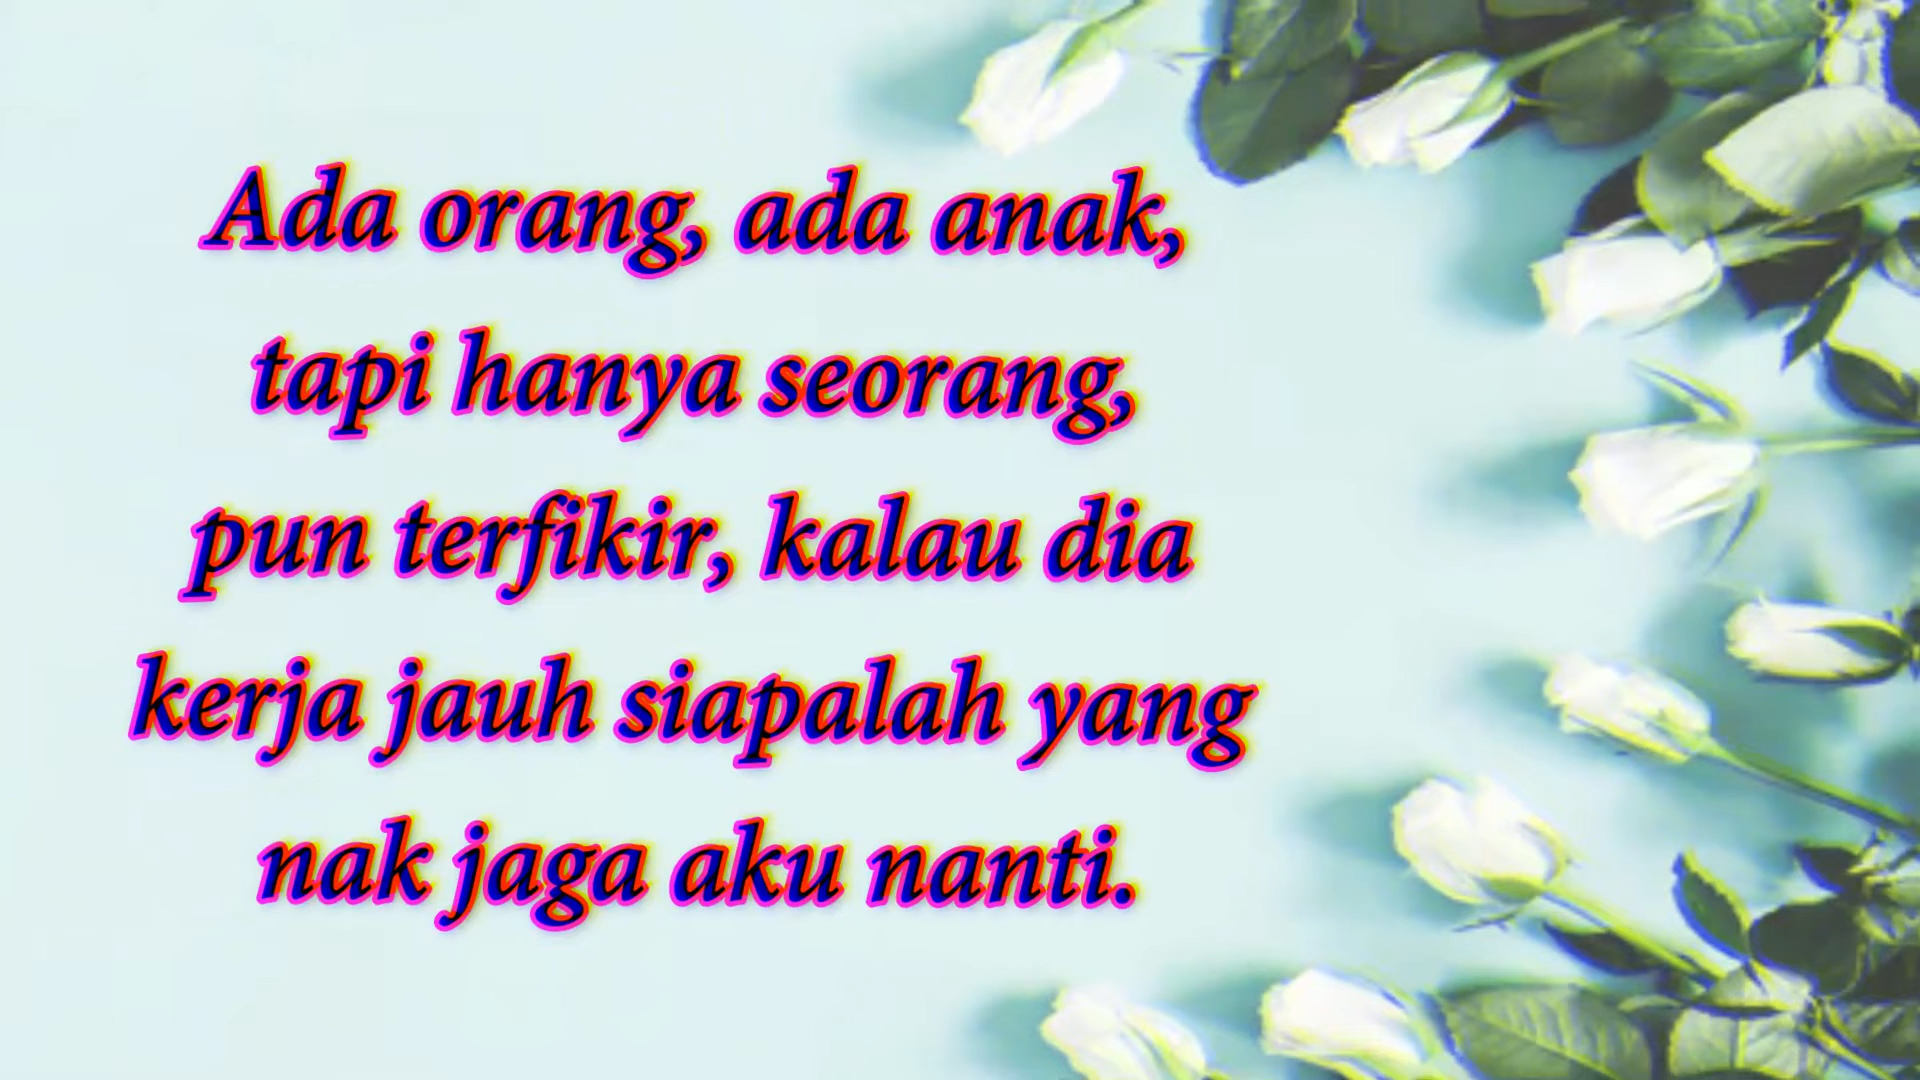 Ada orang, ada anak,
tapi hanya seorang,
pun terfikir, kalau dia
kerja jauh siapalah yang
nak jaga aku nanti.